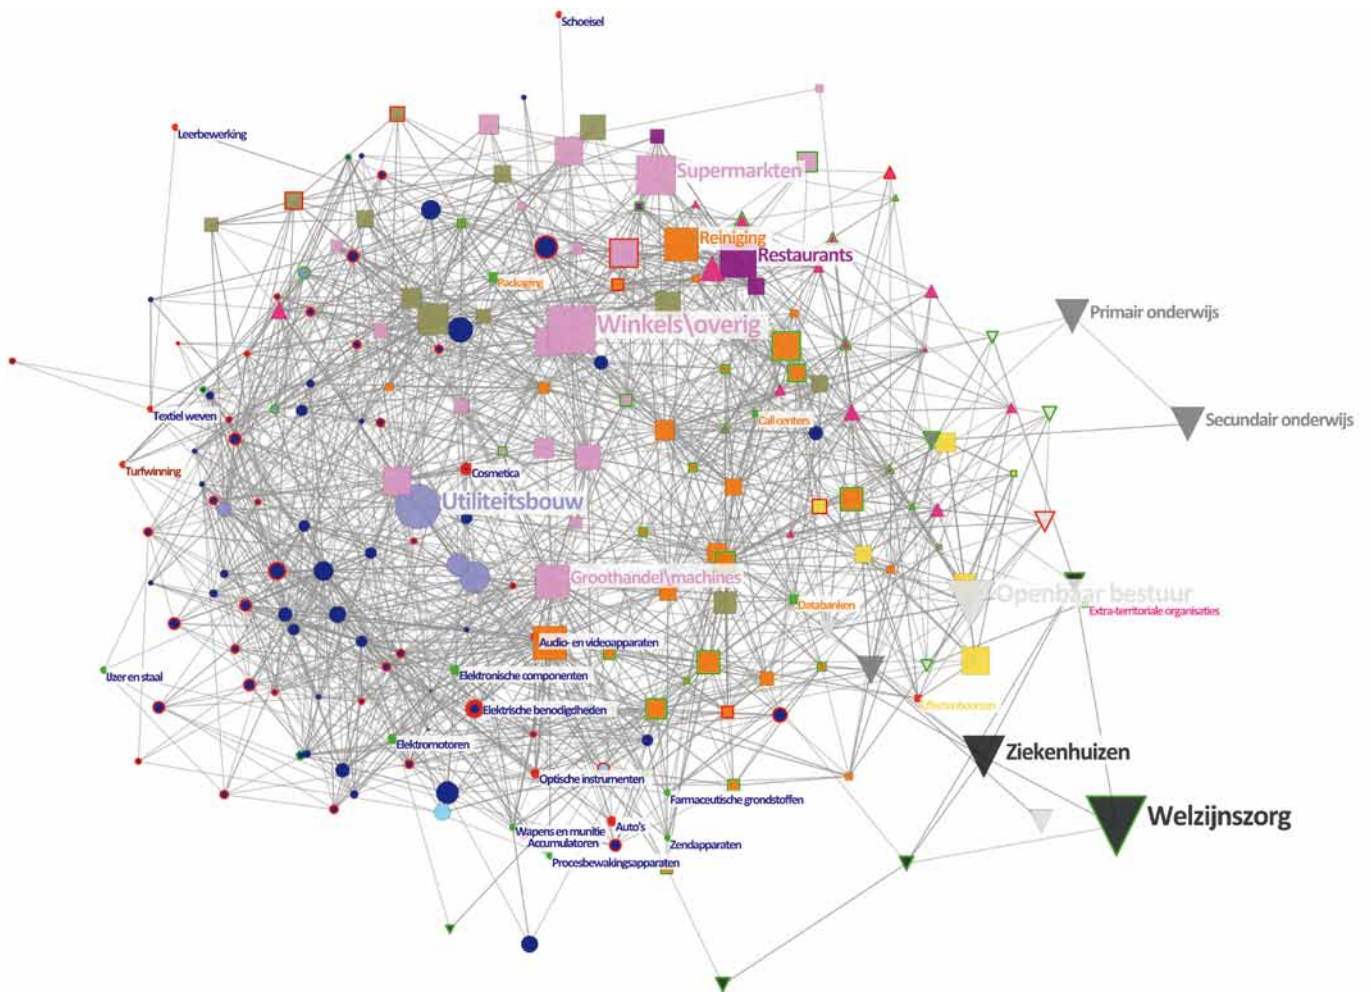 Schoeisel
Leerbewerking
Supermarkten
Reiniging
Restaurants
Packaging
Primair onderwijs
Winkels\overig
Textiel weven
Call centers
Secundair onderwijs
Turfwinning
Cosmetica
Utiliteitsbouw
Groothandel\machines
Openbaar bestuur
Databanken
Extra-territoriale organisaties
Audio- en videoapparaten
IJzer en staal
Elektronische componenten
Effectenbeurzen
Elektrische benodigdheden
Elektromotoren
Ziekenhuizen
Optische instrumenten
Farmaceutische grondstoffen
Welzijnszorg
Wapens en munitie
Auto's
Accumulatoren
Zendapparaten
Procesbewakingsapparaten